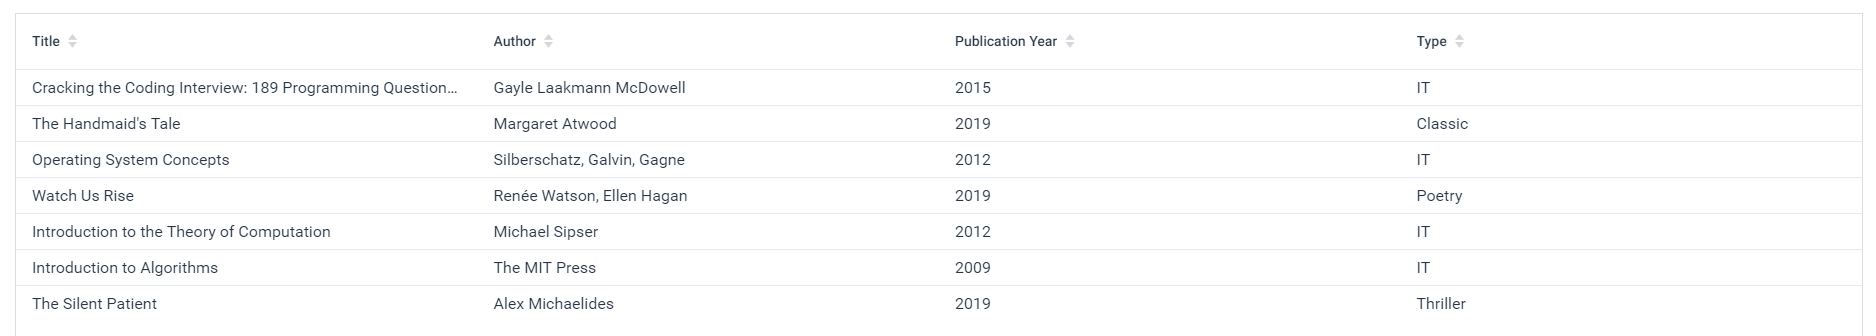 Title Author Publication Year Type
Cracking the Coding Interview: 189 Programming Question... Gayle Laakmann McDowell 2015 IT
The Handmaid's Tale Margaret Atwood 2019 Classic
Operating System Concepts Silberschatz, Galvin, Gagne 2012 IT
Watch Us Rise Renée Watson, Ellen Hagan 2019 Poetry
Introduction to the Theory of Computation Michael Sipser 2012 IT
Introduction to Algorithms The MIT Press 2009 IT
The Silent Patient Alex Michaelides 2019 Thriller